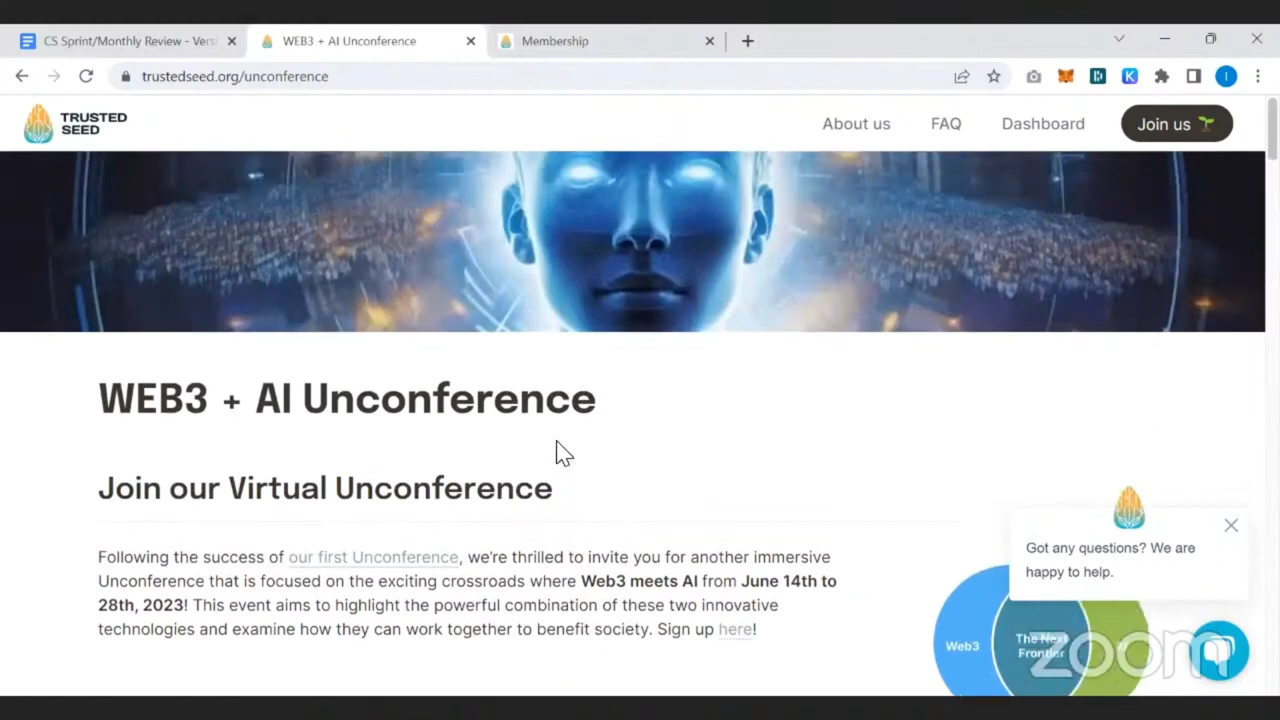 CS Sprint/Monthly Review - Versi
WEB3 + AI Unconference
Membership
trustedseed.org/unconference
TRUSTED
SEED
About us
FAQ
Dashboard
Join us
WEB3 + AI Unconference
Join our Virtual Unconference
Following the success of our first Unconference, we're thrilled to invite you for another immersive
Unconference that is focused on the exciting crossroads where Web3 meets AI from June 14th to
28th, 2023! This event aims to highlight the powerful combination of these two innovative
technologies and examine how they can work together to benefit society. Sign up here!
Got any questions? We are
happy to help.
Web3
The Next
Frontier
zoom